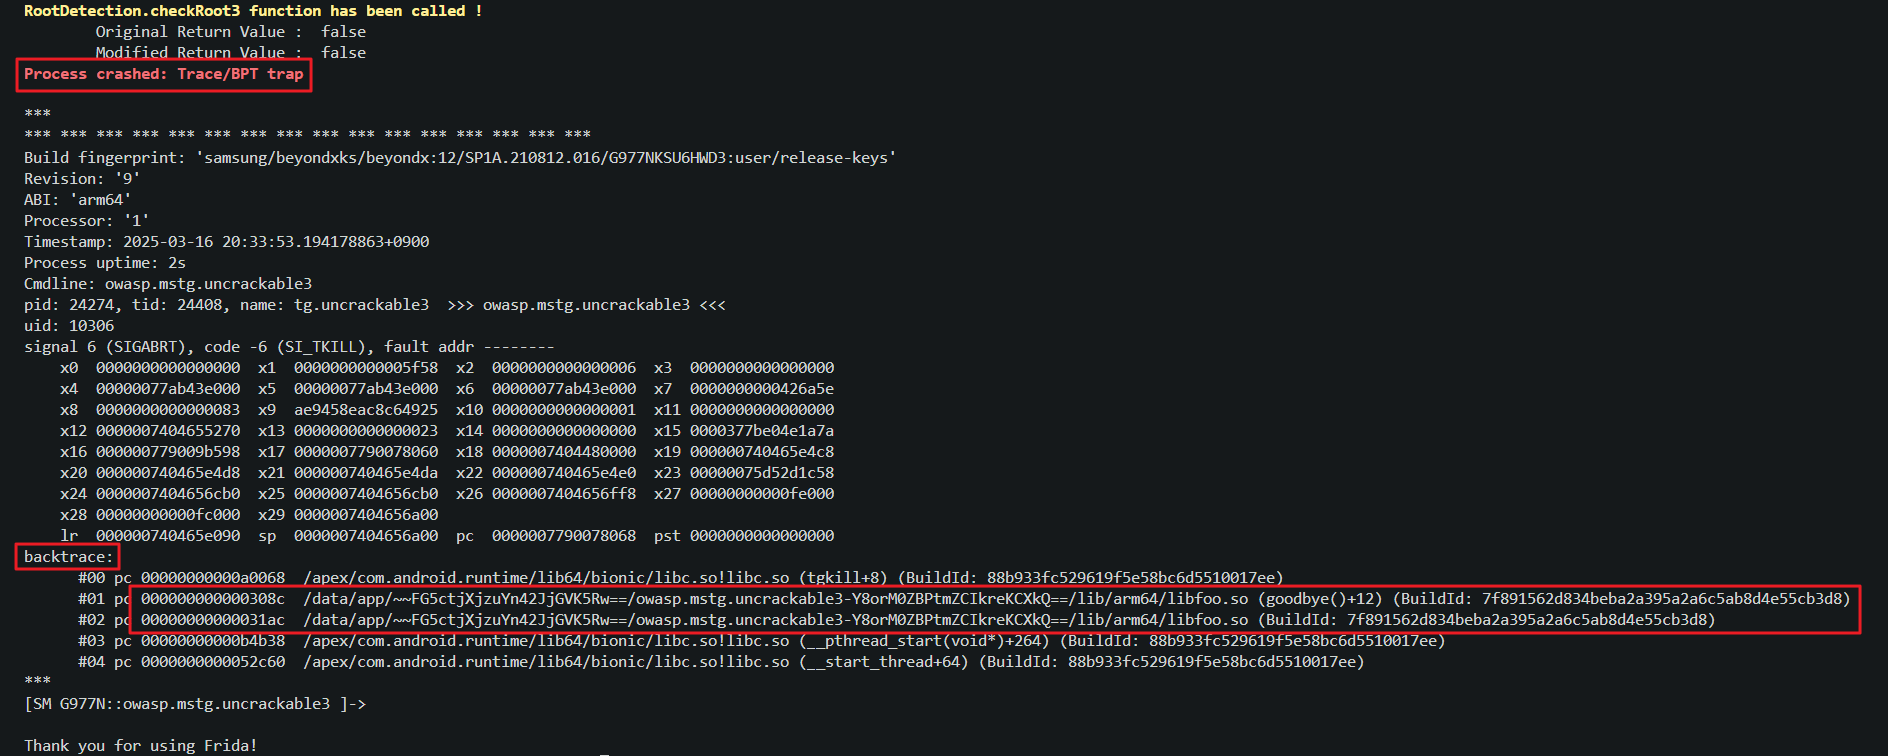 RootDetection.checkRoot3 function has been called !
Original Return Value :  false
Modified Return Value :  false
Process crashed: Trace/BPT trap
***
*** *** *** *** *** *** *** *** *** *** *** *** *** *** *** ***
Build fingerprint: 'samsung/beyondxks/beyondx:12/SP1A.210812.016/G977NKSU6HWD3:user/release-keys'
Revision: '9'
ABI: 'arm64'
Processor: '1'
Timestamp: 2025-03-16 20:33:53.194178863+0900
Process uptime: 2s
Cmdline: owasp.mstg.uncrackable3
pid: 24274, tid: 24408, name: tg.uncrackable3  >>> owasp.mstg.uncrackable3 <<<
uid: 10306
signal 6 (SIGABRT), code -6 (SI_TKILL), fault addr --------
x0  0000000000000000  x1  0000000000005f58  x2  0000000000000006  x3  0000000000000000
x4  00000077ab43e000  x5  00000077ab43e000  x6  00000077ab43e000  x7  0000000000426a5e
x8  0000000000000083  x9  ae9458eac8c64925  x10 0000000000000001  x11 0000000000000000
x12 0000007404655270  x13 0000000000000023  x14 0000000000000000  x15 0000377be04e1a7a
x16 000000779009b598  x17 0000007790078060  x18 0000007404480000  x19 000000740465e4c8
x20 000000740465e4d8  x21 000000740465e4da  x22 000000740465e4e0  x23 00000075d52d1c58
x24 0000007404656cb0  x25 0000007404656cb0  x26 0000007404656ff8  x27 00000000000fe000
x28 00000000000fc000  x29 0000007404656a00
lr  000000740465e090  sp  0000007404656a00  pc  0000007790078068  pst 0000000000000000
backtrace:
#00 pc 00000000000a0068  /apex/com.android.runtime/lib64/bionic/libc.so!libc.so (tgkill+8) (BuildId: 88b933fc529619f5e58bc6d5510017ee)
#01 pc 000000000000308c  /data/app/~~FG5ctjXjzuYn42JjGVK5Rw==/owasp.mstg.uncrackable3-Y8orM0ZBPtmZCIkreKCXkQ==/lib/arm64/libfoo.so (goodbye()+12) (BuildId: 7f891562d834beba2a395a2a6c5ab8d4e55cb3d8)
#02 pc 00000000000031ac  /data/app/~~FG5ctjXjzuYn42JjGVK5Rw==/owasp.mstg.uncrackable3-Y8orM0ZBPtmZCIkreKCXkQ==/lib/arm64/libfoo.so (BuildId: 7f891562d834beba2a395a2a6c5ab8d4e55cb3d8)
#03 pc 00000000000b4b38  /apex/com.android.runtime/lib64/bionic/libc.so!libc.so (__pthread_start(void*)+264) (BuildId: 88b933fc529619f5e58bc6d5510017ee)
#04 pc 0000000000052c60  /apex/com.android.runtime/lib64/bionic/libc.so!libc.so (__start_thread+64) (BuildId: 88b933fc529619f5e58bc6d5510017ee)
***
[SM G977N::owasp.mstg.uncrackable3 ]->
Thank you for using Frida!